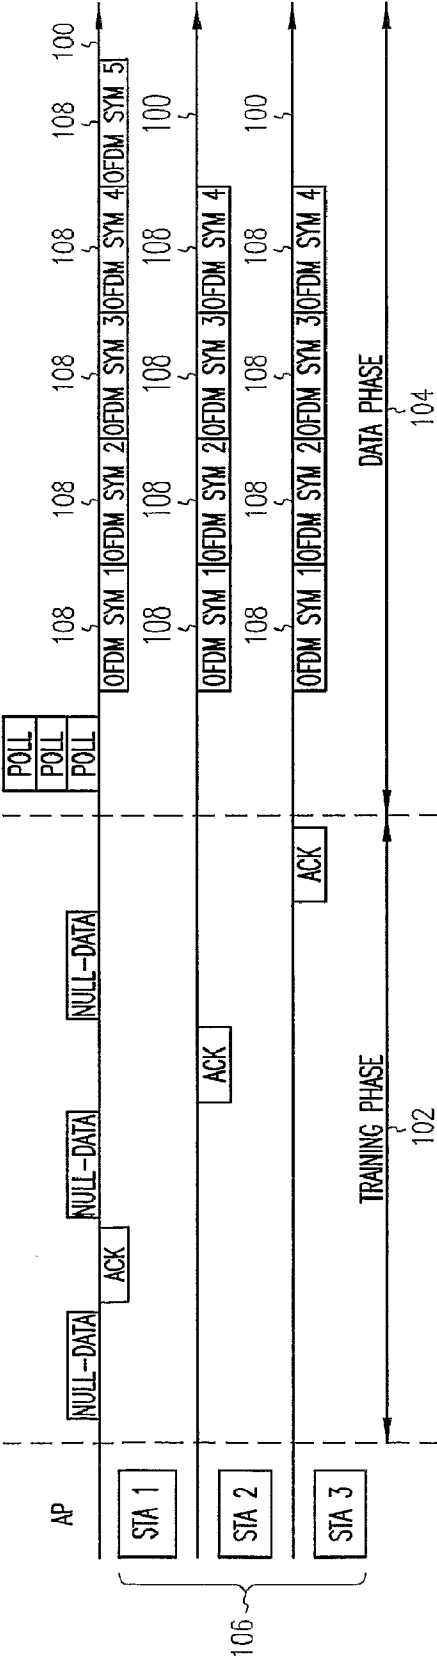 POLL
POLL
AP 108 108 108 108 108 100
NULL-DATA NULL-DATA NULL-DATA POLL
ACK OFDM SYM 1 OFDM SYM 2 OFDM SYM 3 OFDM SYM 4 OFDM SYM 5
STA 1 108 108 108 108 100
ACK OFDM SYM 1 OFDM SYM 2 OFDM SYM 3 OFDM SYM 4
106 STA 2 108 108 108 108 100
ACK OFDM SYM 1 OFDM SYM 2 OFDM SYM 3 OFDM SYM 4
STA 3
TRAINING PHASE DATA PHASE
102 104